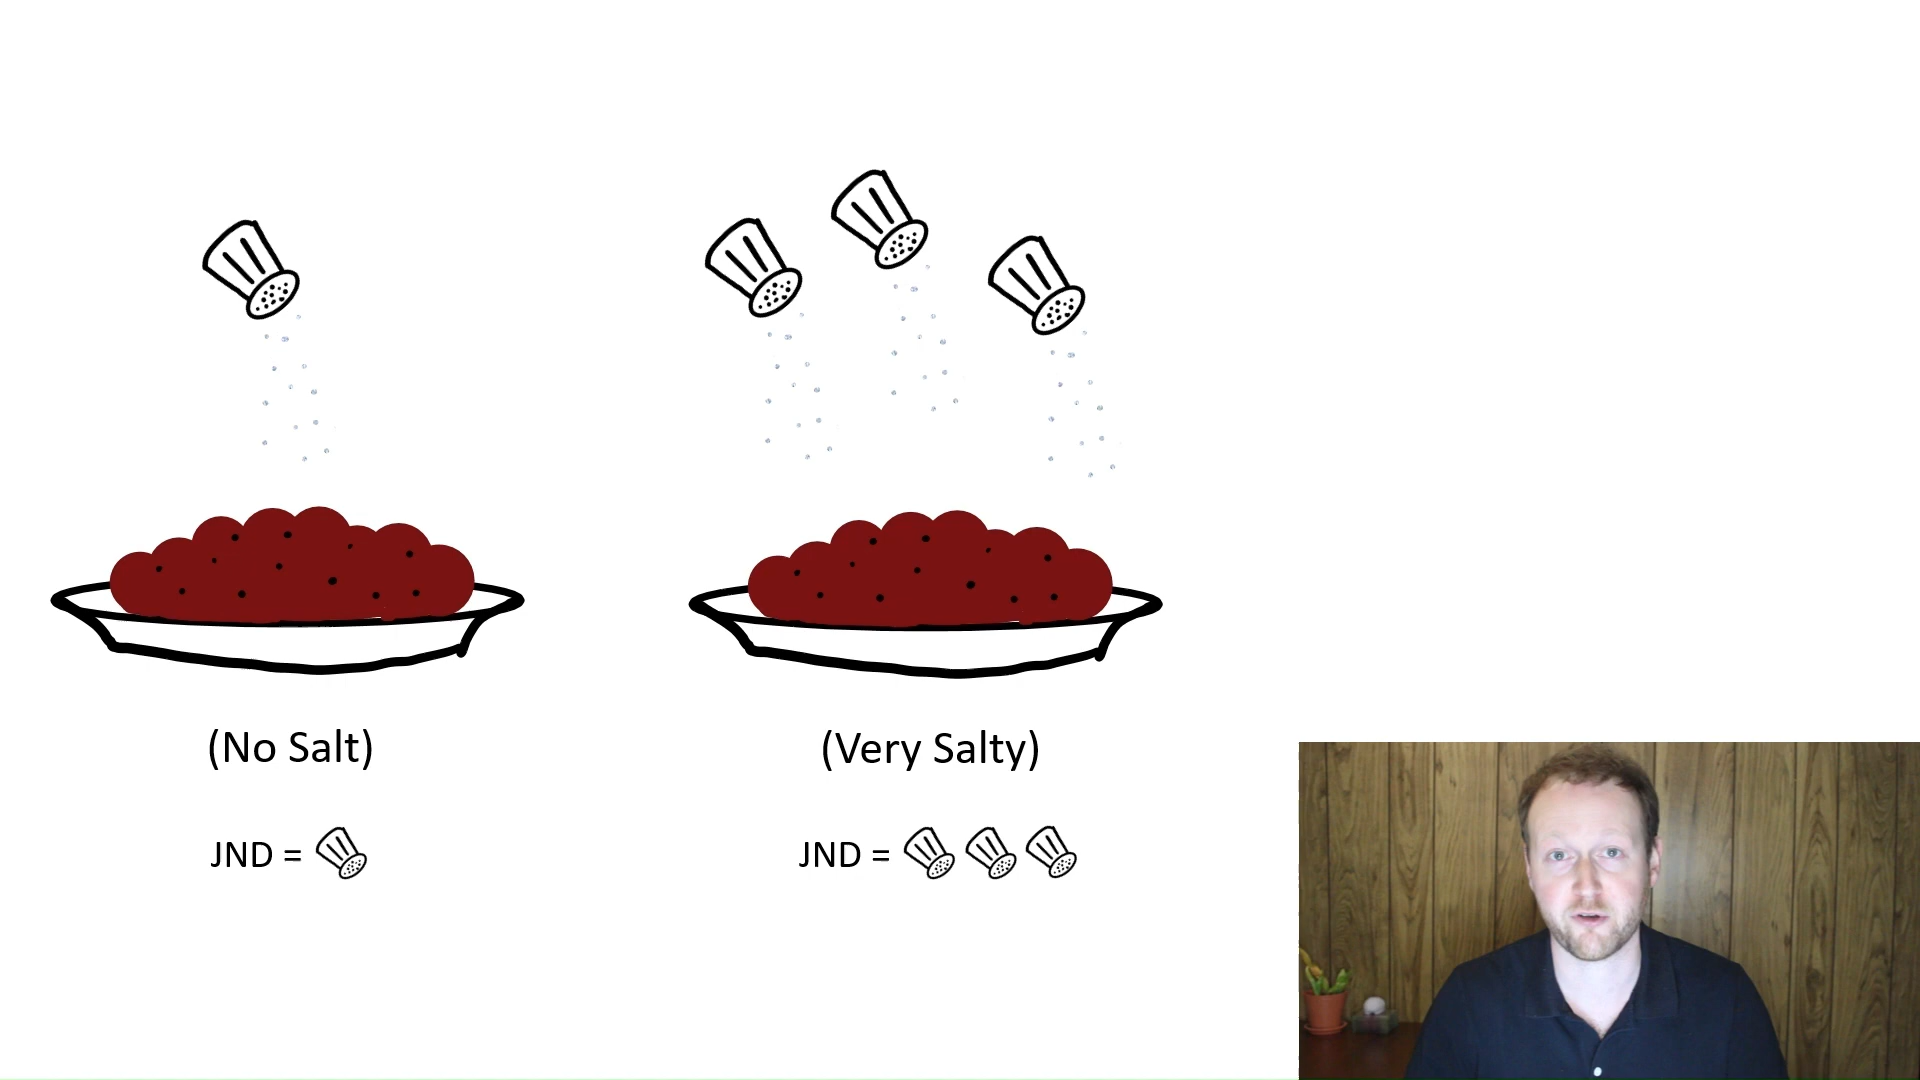 (No Salt)
(Very Salty)
JND =
JND =